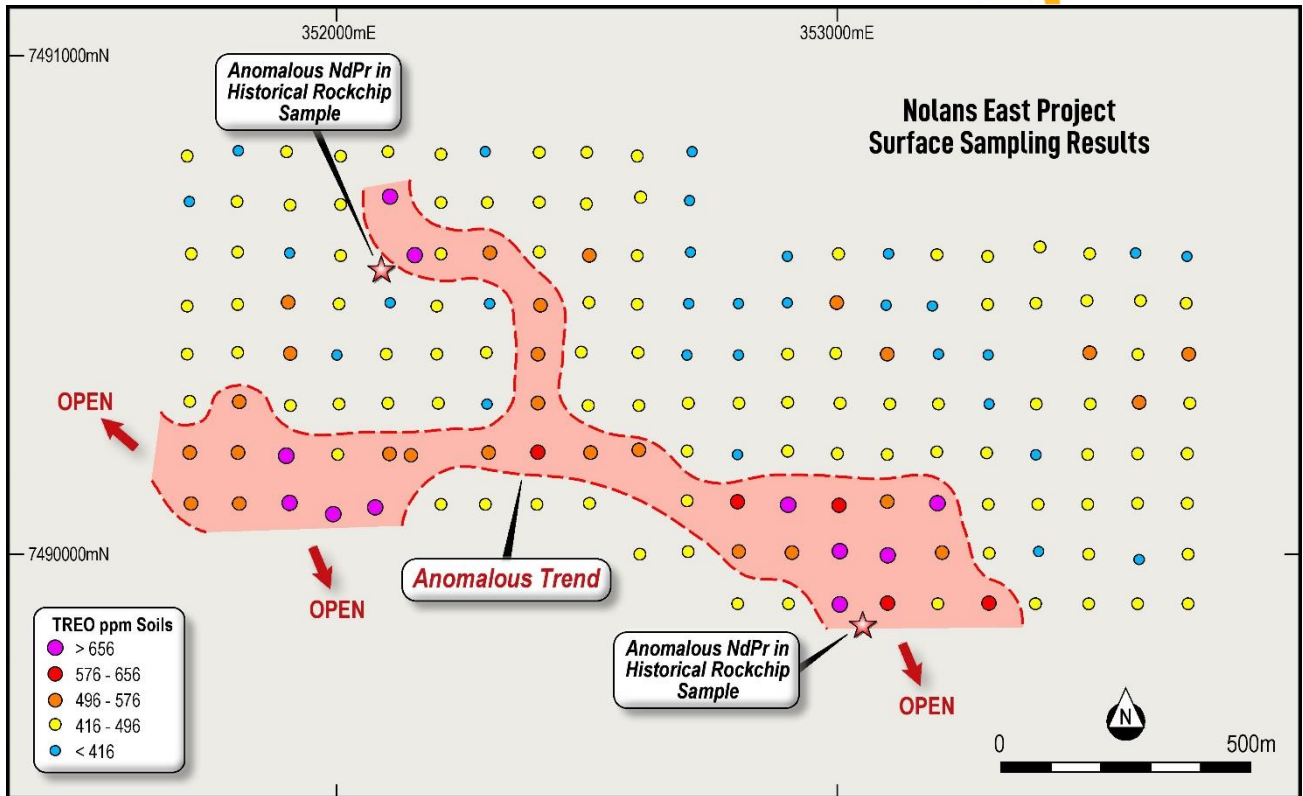 352000mE
353000mE
7491000mN
Anomalous NdPr in
Historical Rockchip
Sample
Nolans East Project
Surface Sampling Results
OPEN
7490000mN
Anomalous Trend
OPEN
TREO ppm Soils
> 656
576 - 656
496 - 576
416 - 496
< 416
Anomalous NdPr in
Historical Rockchip
Sample
OPEN
N
0
500m